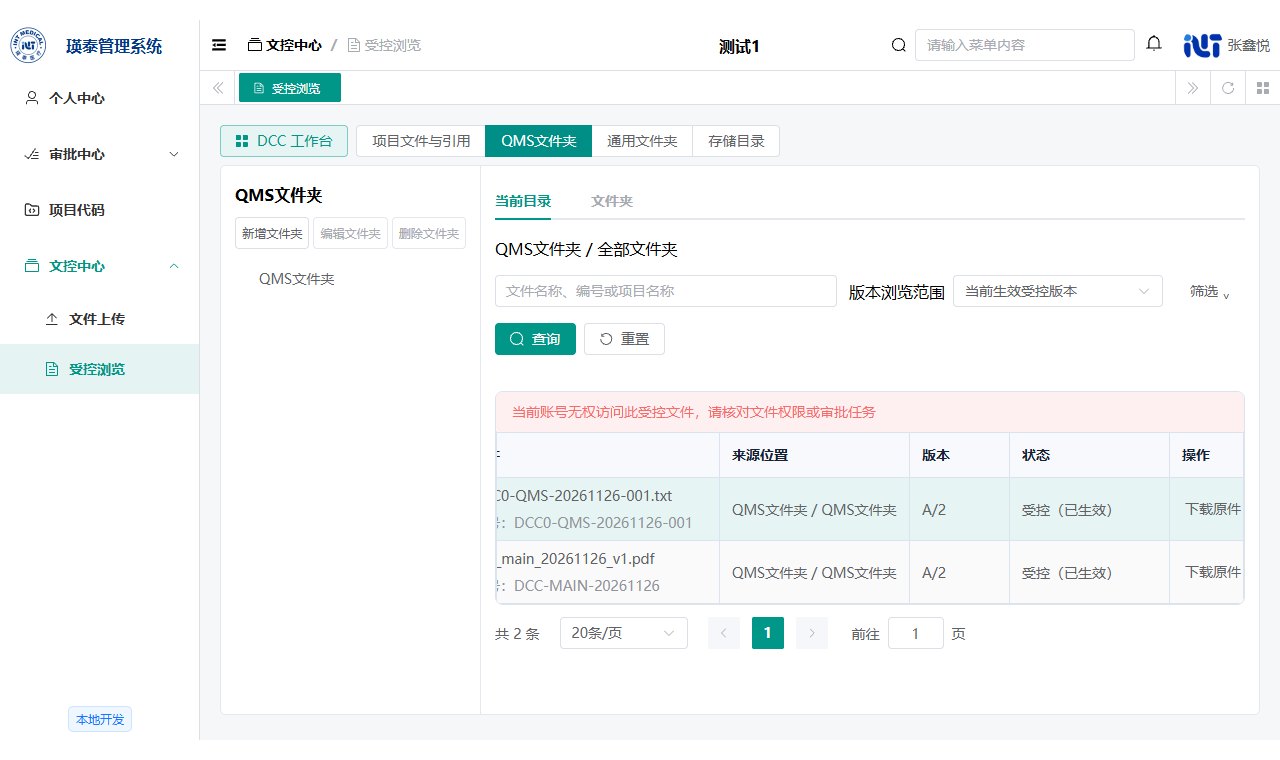 瑛泰管理系统
文控中心 / 受控浏览
测试1
请输入菜单内容
张鑫悦
个人中心
审批中心
项目代码
文控中心
文件上传
受控浏览
本地开发
受控浏览
DCC 工作台
项目文件与引用
QMS文件夹
通用文件夹
存储目录
QMS文件夹
新增文件夹
编辑文件夹
删除文件夹
QMS文件夹
当前目录
文件夹
QMS文件夹 / 全部文件夹
文件名称、编号或项目名称
版本浏览范围
当前生效受控版本
筛选
查询
重置
当前账号无权访问此受控文件，请核对文件权限或审批任务
来源位置 版本 状态 操作
C0-QMS-20261126-001.txt
：DCC0-QMS-20261126-001
QMS文件夹 / QMS文件夹 A/2 受控（已生效） 下载原件
_main_20261126_v1.pdf
：DCC-MAIN-20261126
QMS文件夹 / QMS文件夹 A/2 受控（已生效） 下载原件
共 2 条
20条/页
1
前往 1 页